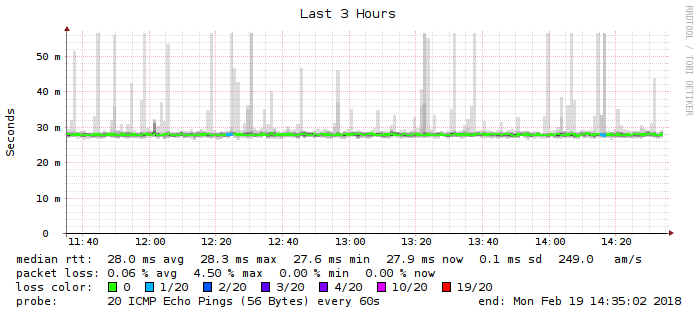 Last 3 Hours
RRDTOOL / TOBI OETIKER
Seconds
50 m
40 m
30 m
20 m
10 m
0
11:40 12:00 12:20 12:40 13:00 13:20 13:40 14:00 14:20
median rtt: 28.0 ms avg 28.3 ms max 27.6 ms min 27.9 ms now 0.1 ms sd 249.0 am/s
packet loss: 0.06 % avg 4.50 % max 0.00 % min 0.00 % now
loss color: 0 1/20 2/20 3/20 4/20 10/20 19/20
probe: 20 ICMP Echo Pings (56 Bytes) every 60s end: Mon Feb 19 14:35:02 2018